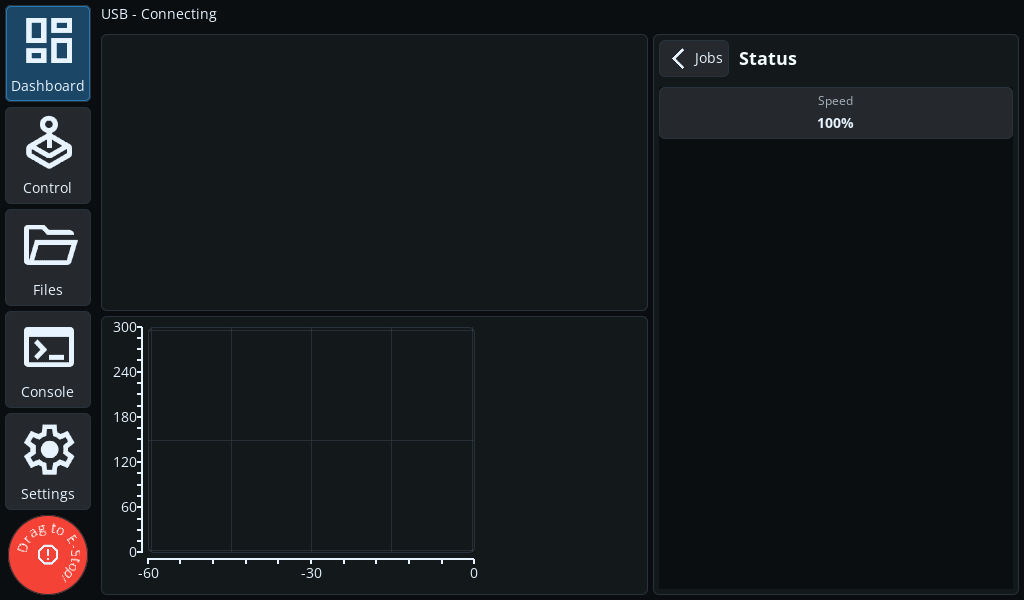 USB - Connecting
Dashboard
Control
Files
Console
Settings
Drag to E-Stop!
300
240
180
120
60
0
-60 -30 0
Jobs Status
Speed
100%